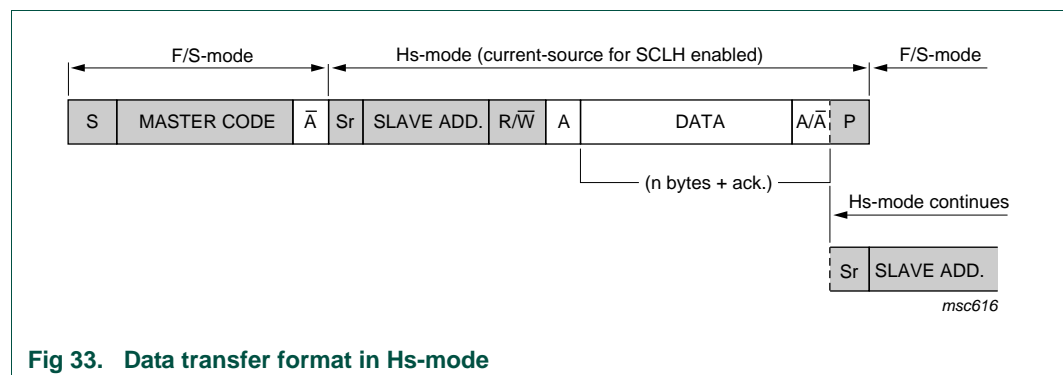 F/S-mode Hs-mode (current-source for SCLH enabled) F/S-mode
S MASTER CODE A̅ Sr SLAVE ADD. R/W̅ A DATA A/A̅ P
(n bytes + ack.)
Hs-mode continues
Sr SLAVE ADD.
msc616
Fig 33. Data transfer format in Hs-mode